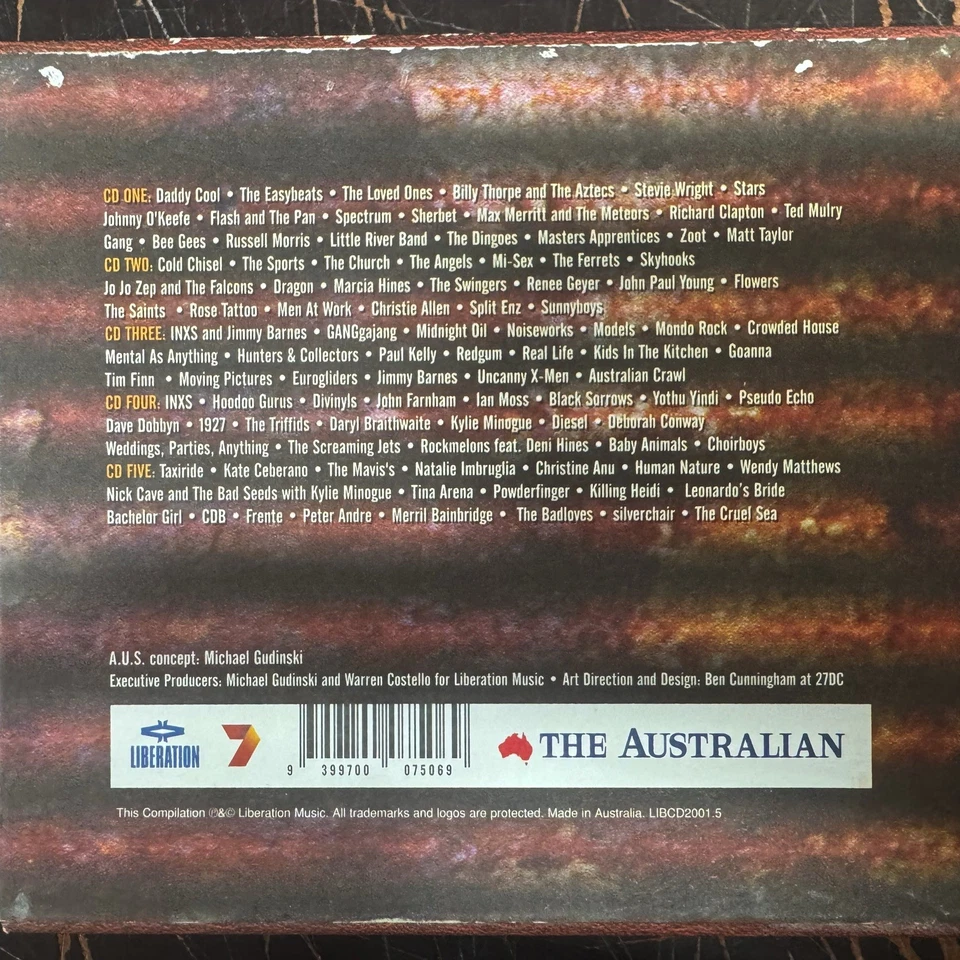 CD ONE: Daddy Cool • The Easybeats • The Loved Ones • Billy Thorpe and The Aztecs • Stevie Wright • Stars
Johnny O'Keefe • Flash and The Pan • Spectrum • Sherbet • Max Merritt and The Meteors • Richard Clapton • Ted Mulry
Gang • Bee Gees • Russell Morris • Little River Band • The Dingoes • Masters Apprentices • Zoot • Matt Taylor
CD TWO: Cold Chisel • The Sports • The Church • The Angels • Mi-Sex • The Ferrets • Skyhooks
Jo Jo Zep and The Falcons • Dragon • Marcia Hines • The Swingers • Renee Geyer • John Paul Young • Flowers
The Saints • Rose Tattoo • Men At Work • Christie Allen • Split Enz • Sunnyboys
CD THREE: INXS and Jimmy Barnes • GANGgajang • Midnight Oil • Noiseworks • Models • Mondo Rock • Crowded House
Mental As Anything • Hunters & Collectors • Paul Kelly • Redgum • Real Life • Kids In The Kitchen • Goanna
Tim Finn • Moving Pictures • Eurogliders • Jimmy Barnes • Uncanny X-Men • Australian Crawl
CD FOUR: INXS • Hoodoo Gurus • Divinyls • John Farnham • Ian Moss • Black Sorrows • Yothu Yindi • Pseudo Echo
Dave Dobbyn • 1927 • The Triffids • Daryl Braithwaite • Kylie Minogue • Diesel • Deborah Conway
Weddings, Parties, Anything • The Screaming Jets • Rockmelons feat. Deni Hines • Baby Animals • Choirboys
CD FIVE: Taxiride • Kate Ceberano • The Mavis's • Natalie Imbruglia • Christine Anu • Human Nature • Wendy Matthews
Nick Cave and The Bad Seeds with Kylie Minogue • Tina Arena • Powderfinger • Killing Heidi • Leonardo's Bride
Bachelor Girl • CDB • Frente • Peter Andre • Merril Bainbridge • The Badloves • silverchair • The Cruel Sea
A.U.S. concept: Michael Gudinski
Executive Producers: Michael Gudinski and Warren Costello for Liberation Music • Art Direction and Design: Ben Cunningham at 27DC
LIBERATION
7
9 399700 075069
THE AUSTRALIAN
This Compilation ℗&© Liberation Music. All trademarks and logos are protected. Made in Australia. LIBCD2001.5